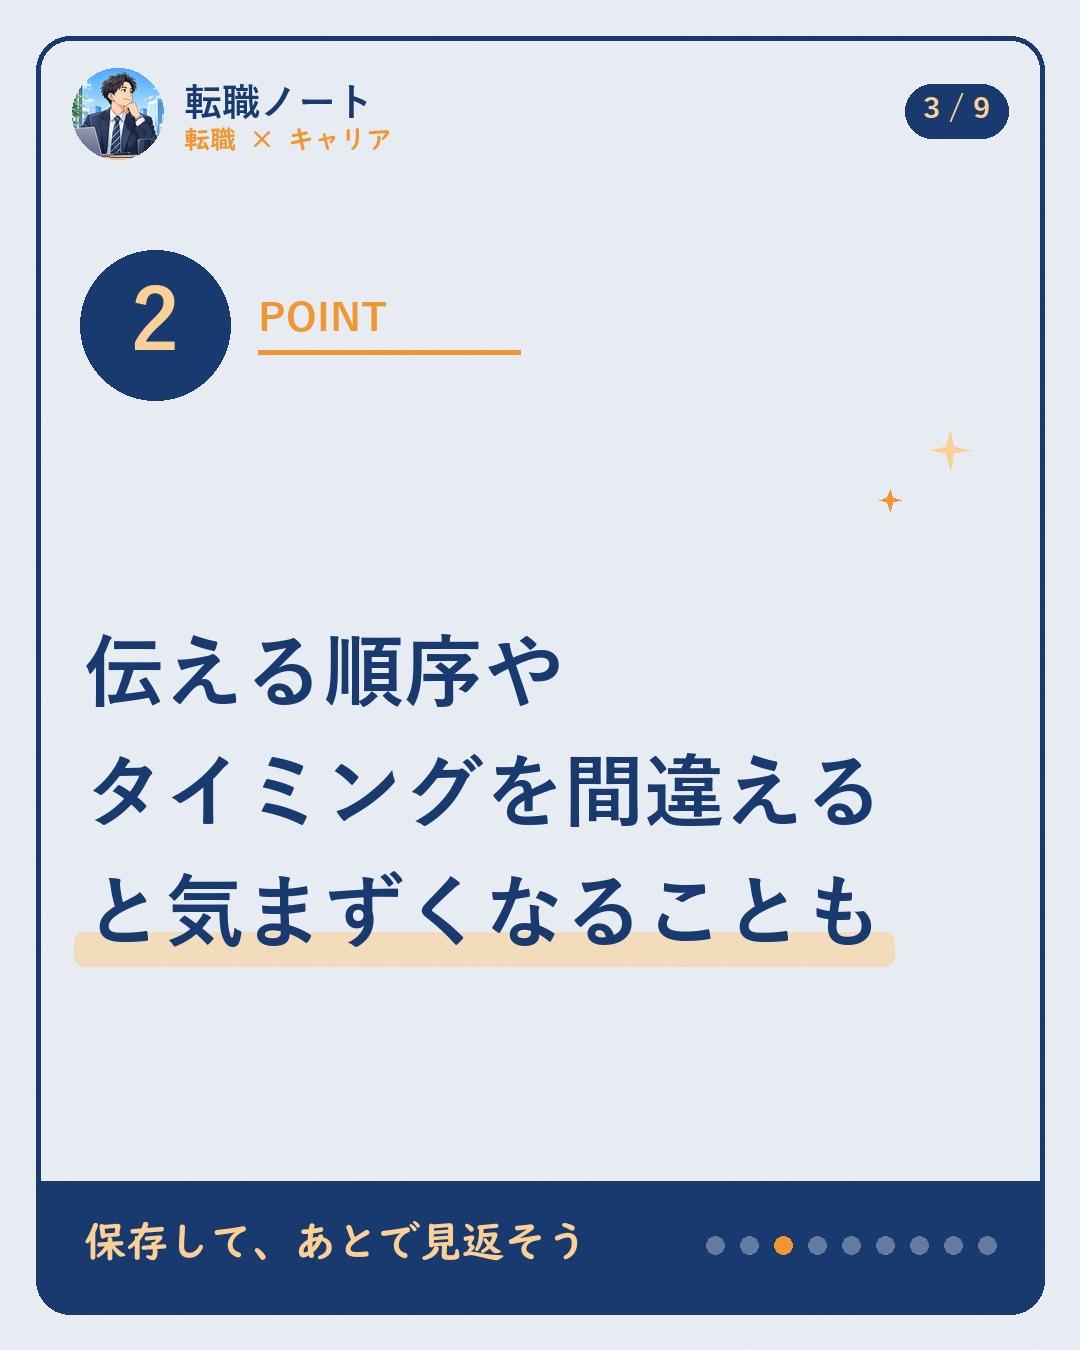 転職ノート
転職 × キャリア
3 / 9
2
POINT
伝える順序や
タイミングを間違える
と気まずくなることも
保存して、あとで見返そう